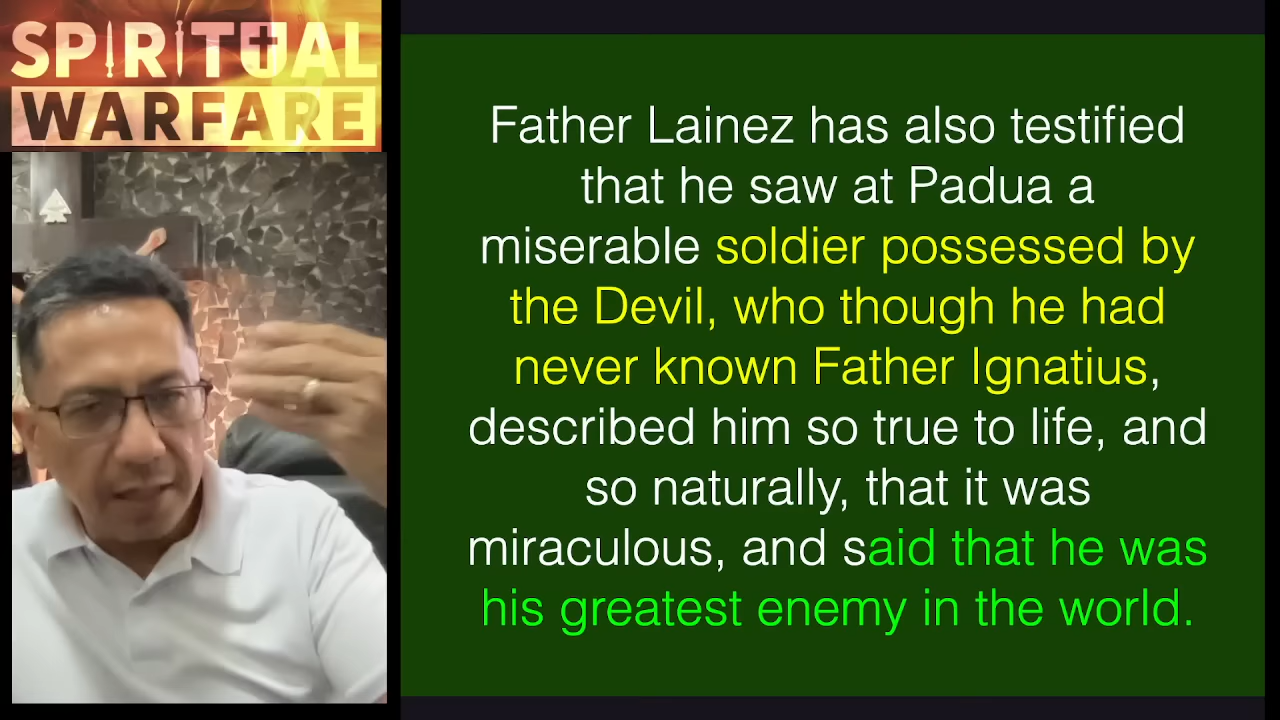 SPIRITUAL
WARFARE
Father Lainez has also testified
that he saw at Padua a
miserable soldier possessed by
the Devil, who though he had
never known Father Ignatius,
described him so true to life, and
so naturally, that it was
miraculous, and said that he was
his greatest enemy in the world.